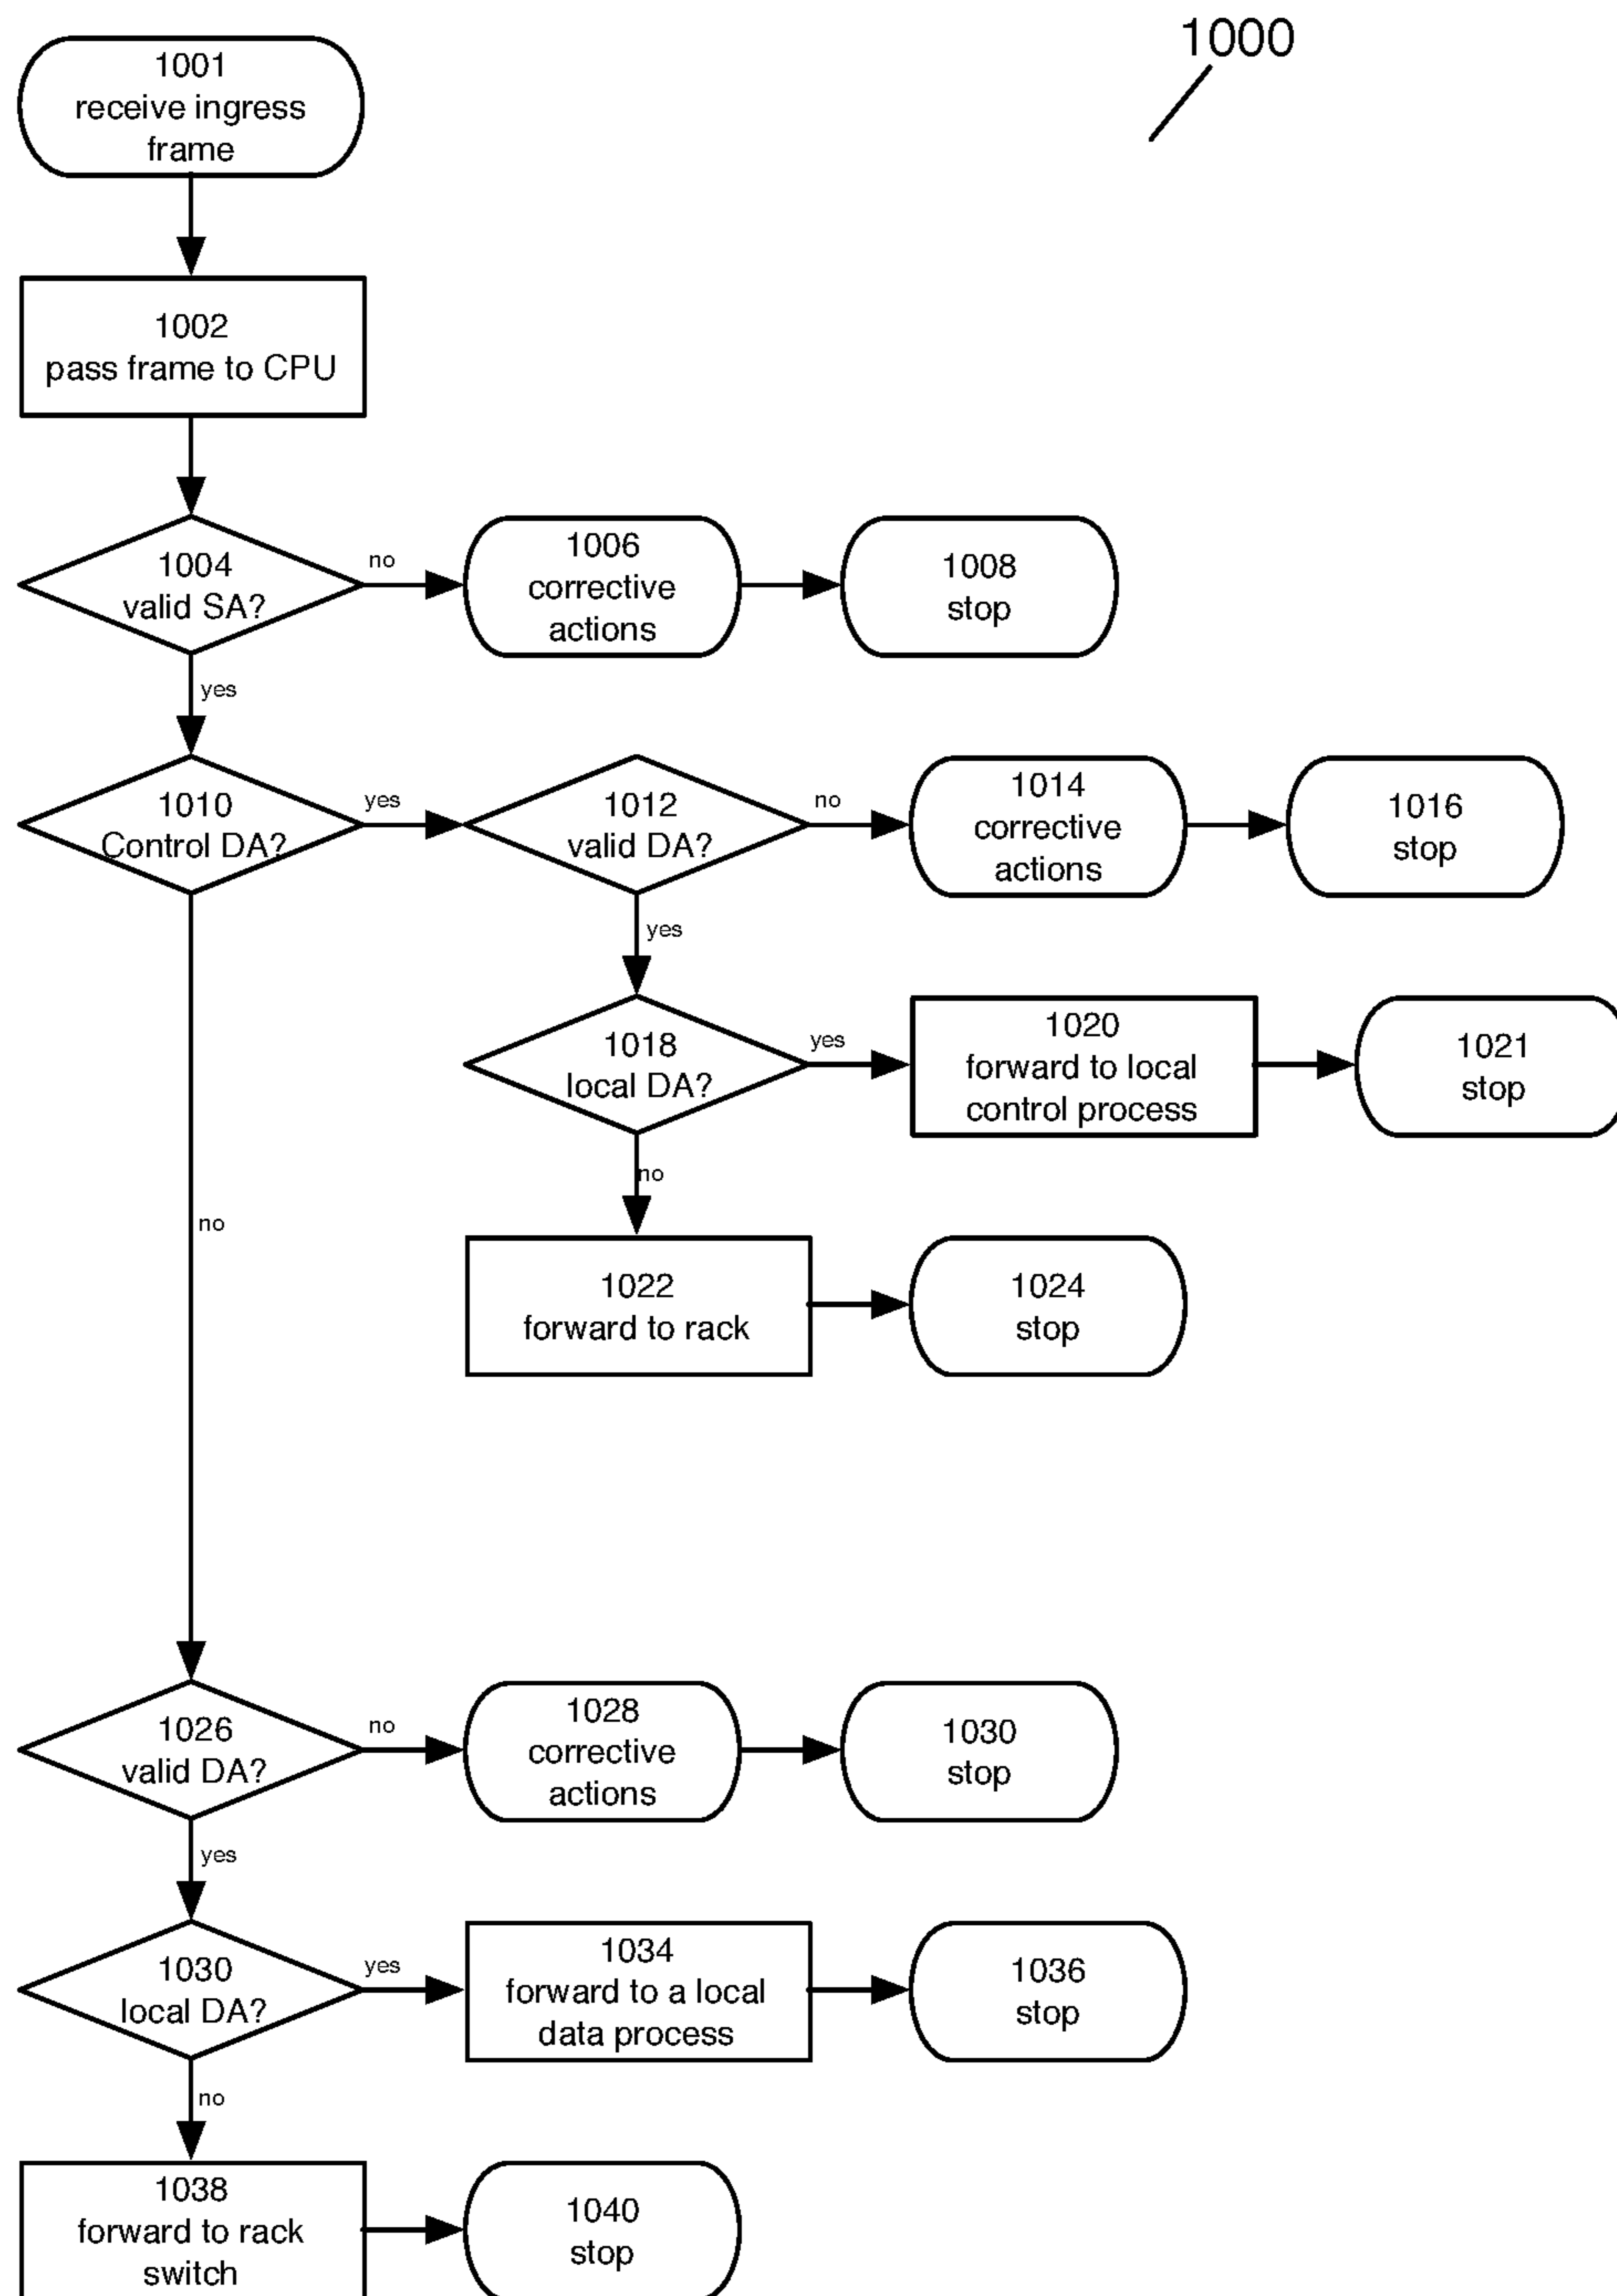 1000
1001
receive ingress
frame
1002
pass frame to CPU
1004
valid SA?
no
1006
corrective
actions
1008
stop
yes
1010
Control DA?
yes
1012
valid DA?
no
1014
corrective
actions
1016
stop
yes
1018
local DA?
yes
1020
forward to local
control process
1021
stop
no
1022
forward to rack
1024
stop
no
1026
valid DA?
no
1028
corrective
actions
1030
stop
yes
1030
local DA?
yes
1034
forward to a local
data process
1036
stop
no
1038
forward to rack
switch
1040
stop